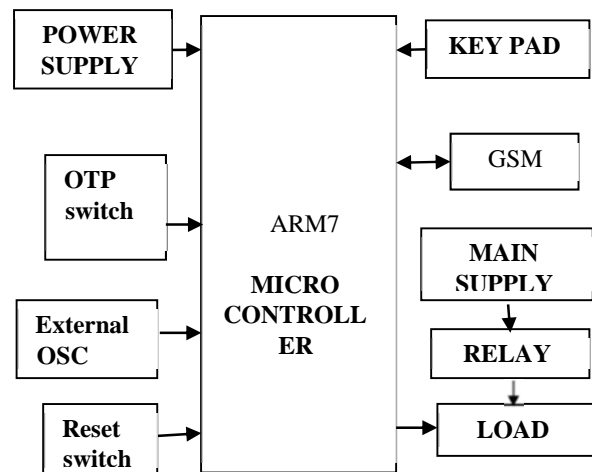 POWER
SUPPLY
OTP
switch
External
OSC
Reset
switch
ARM7
MICRO
CONTROLL
ER
KEY PAD
GSM
MAIN
SUPPLY
RELAY
LOAD